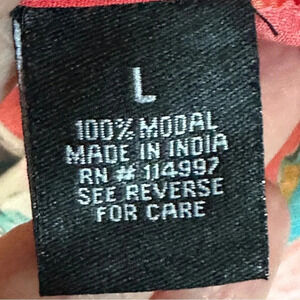 L
100% MODAL
MADE IN INDIA
RN # 114997
SEE REVERSE
FOR CARE